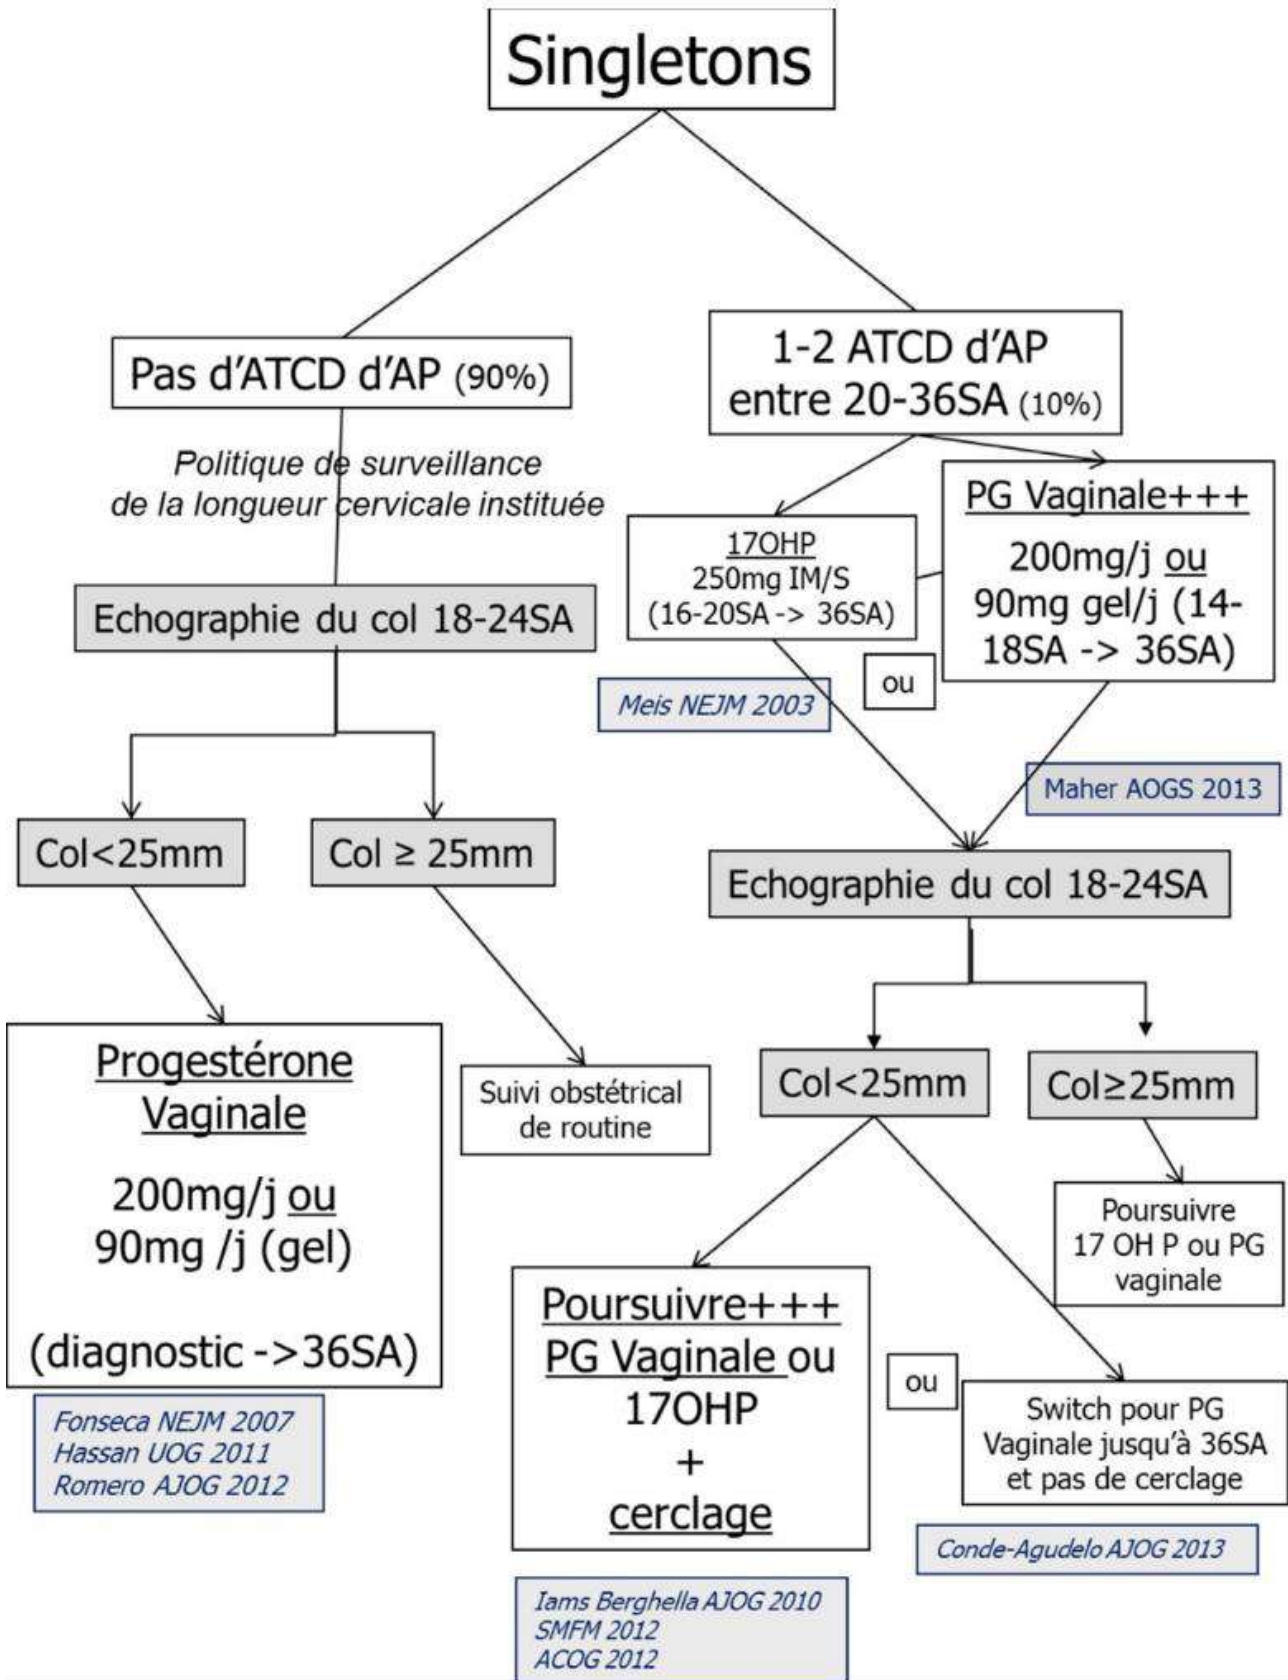 Singletons
Pas d'ATCD d'AP (90%)
Politique de surveillance
de la longueur cervicale instituée
Echographie du col 18-24SA
Col<25mm
Col ≥ 25mm
Progestérone
Vaginale
200mg/j ou
90mg /j (gel)
(diagnostic ->36SA)
Fonseca NEJM 2007
Hassan UOG 2011
Romero AJOG 2012
Suivi obstétrical
de routine
1-2 ATCD d'AP
entre 20-36SA (10%)
17OHP
250mg IM/S
(16-20SA -> 36SA)
Meis NEJM 2003
ou
PG Vaginale+++
200mg/j ou
90mg gel/j (14-
18SA -> 36SA)
Maher AOGS 2013
Echographie du col 18-24SA
Col<25mm
Col≥25mm
Poursuivre
17 OH P ou PG
vaginale
Poursuivre+++
PG Vaginale ou
17OHP
+
cerclage
Iams Berghella AJOG 2010
SMFM 2012
ACOG 2012
ou
Switch pour PG
Vaginale jusqu'à 36SA
et pas de cerclage
Conde-Agudelo AJOG 2013